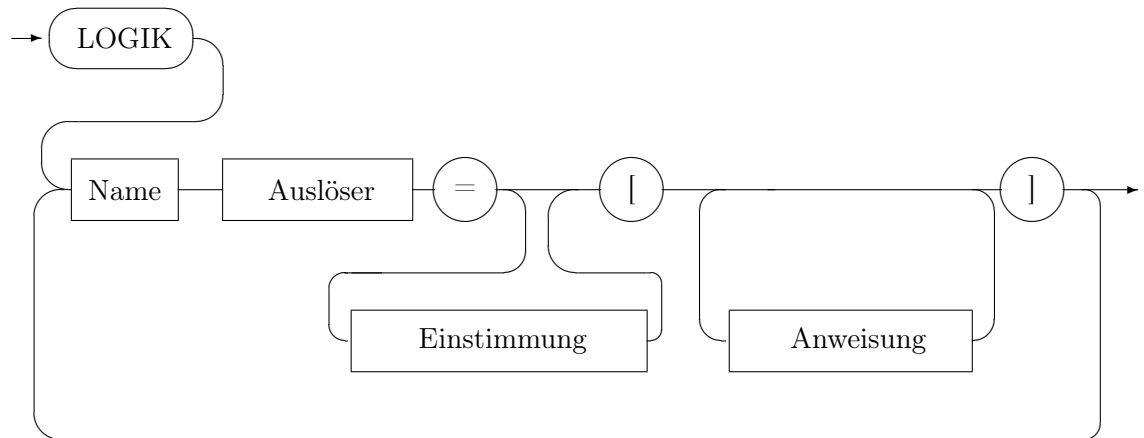 LOGIK
Name Auslöser = [ ]
Einstimmung Anweisung